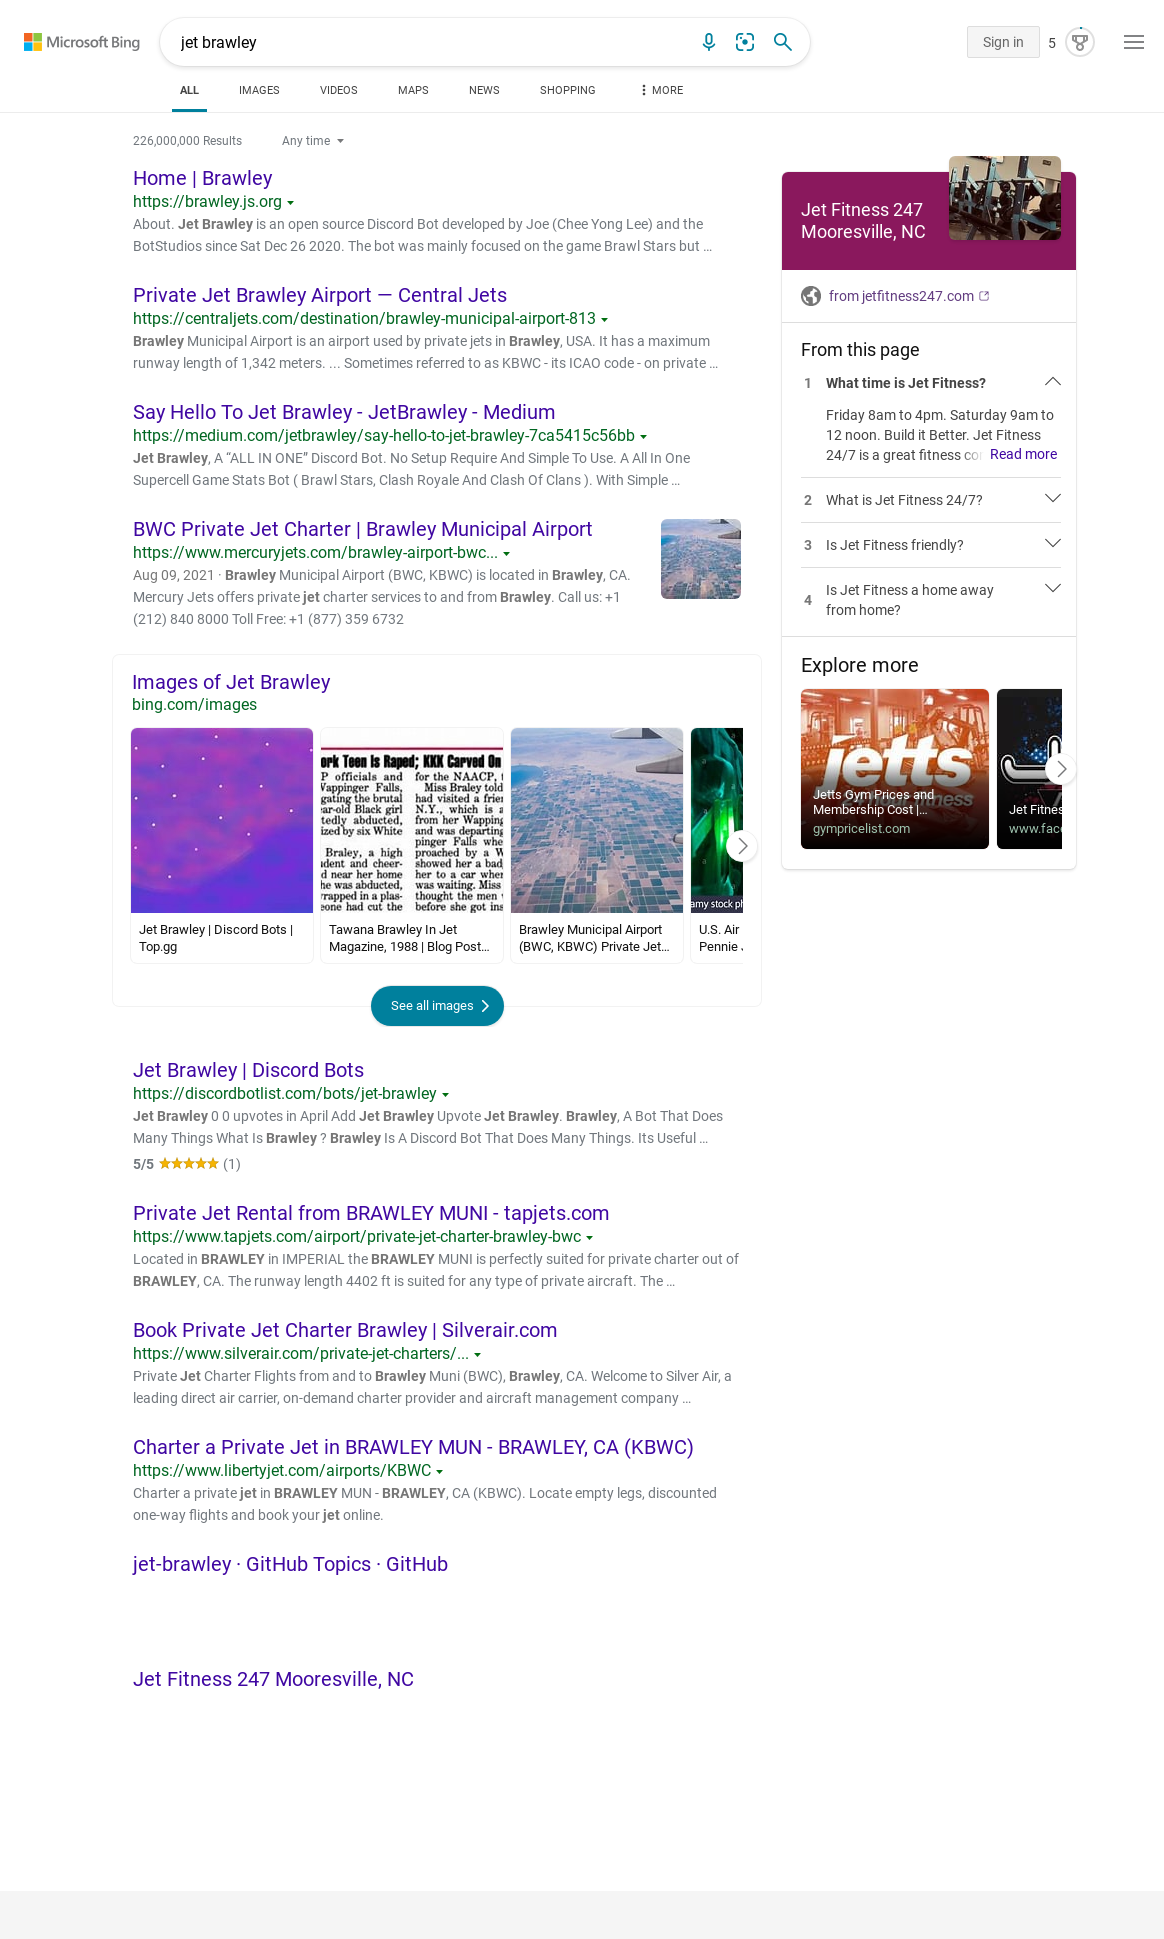 Microsoft Bing
jet brawley
Sign in
5
ALL
IMAGES
VIDEOS
MAPS
NEWS
SHOPPING
MORE
226,000,000 Results
Any time
Home | Brawley
https://brawley.js.org
About. Jet Brawley is an open source Discord Bot developed by Joe (Chee Yong Lee) and the
BotStudios since Sat Dec 26 2020. The bot was mainly focused on the game Brawl Stars but …
Private Jet Brawley Airport — Central Jets
https://centraljets.com/destination/brawley-municipal-airport-813
Brawley Municipal Airport is an airport used by private jets in Brawley, USA. It has a maximum
runway length of 1,342 meters. ... Sometimes referred to as KBWC - its ICAO code - on private …
Say Hello To Jet Brawley - JetBrawley - Medium
https://medium.com/jetbrawley/say-hello-to-jet-brawley-7ca5415c56bb
Jet Brawley, A “ALL IN ONE” Discord Bot. No Setup Require And Simple To Use. A All In One
Supercell Game Stats Bot ( Brawl Stars, Clash Royale And Clash Of Clans ). With Simple …
BWC Private Jet Charter | Brawley Municipal Airport
https://www.mercuryjets.com/brawley-airport-bwc...
Aug 09, 2021 · Brawley Municipal Airport (BWC, KBWC) is located in Brawley, CA.
Mercury Jets offers private jet charter services to and from Brawley. Call us: +1
(212) 840 8000 Toll Free: +1 (877) 359 6732
Images of Jet Brawley
bing.com/images
ork Teen Is Raped; KKK Carved On
P officials and
Wappinger Falls,
gating the brutal
ear-old Black girl
tedly abducted,
ized by six White
Braley, a high
dent and cheer-
ed near her home
he was abducted,
wrapped in a plas-
eone had cut the
for the NAACP, t
Miss Braley told
had visited a frie
N.Y., which is a
from her Wapping
and was departing
pinger Falls whe
proached by a W
showed her a bad
her to a car wher
was waiting. Miss
thought the men
before she got ins
a
a
amy stock ph
Jet Brawley | Discord Bots |
Top.gg
Tawana Brawley In Jet
Magazine, 1988 | Blog Post…
Brawley Municipal Airport
(BWC, KBWC) Private Jet…
U.S. Air
Pennie J
See all images
Jet Brawley | Discord Bots
https://discordbotlist.com/bots/jet-brawley
Jet Brawley 0 0 upvotes in April Add Jet Brawley Upvote Jet Brawley. Brawley, A Bot That Does
Many Things What Is Brawley ? Brawley Is A Discord Bot That Does Many Things. Its Useful …
5/5 ★★★★★ (1)
Private Jet Rental from BRAWLEY MUNI - tapjets.com
https://www.tapjets.com/airport/private-jet-charter-brawley-bwc
Located in BRAWLEY in IMPERIAL the BRAWLEY MUNI is perfectly suited for private charter out of
BRAWLEY, CA. The runway length 4402 ft is suited for any type of private aircraft. The …
Book Private Jet Charter Brawley | Silverair.com
https://www.silverair.com/private-jet-charters/...
Private Jet Charter Flights from and to Brawley Muni (BWC), Brawley, CA. Welcome to Silver Air, a
leading direct air carrier, on-demand charter provider and aircraft management company …
Charter a Private Jet in BRAWLEY MUN - BRAWLEY, CA (KBWC)
https://www.libertyjet.com/airports/KBWC
Charter a private jet in BRAWLEY MUN - BRAWLEY, CA (KBWC). Locate empty legs, discounted
one-way flights and book your jet online.
jet-brawley · GitHub Topics · GitHub
Jet Fitness 247 Mooresville, NC
Jet Fitness 247
Mooresville, NC
from jetfitness247.com
From this page
1 What time is Jet Fitness?
Friday 8am to 4pm. Saturday 9am to
12 noon. Build it Better. Jet Fitness
24/7 is a great fitness co Read more
2 What is Jet Fitness 24/7?
3 Is Jet Fitness friendly?
4 Is Jet Fitness a home away
from home?
Explore more
jetts
fitness
Jetts Gym Prices and
Membership Cost |…
gympricelist.com
Jet Fitnes
www.face